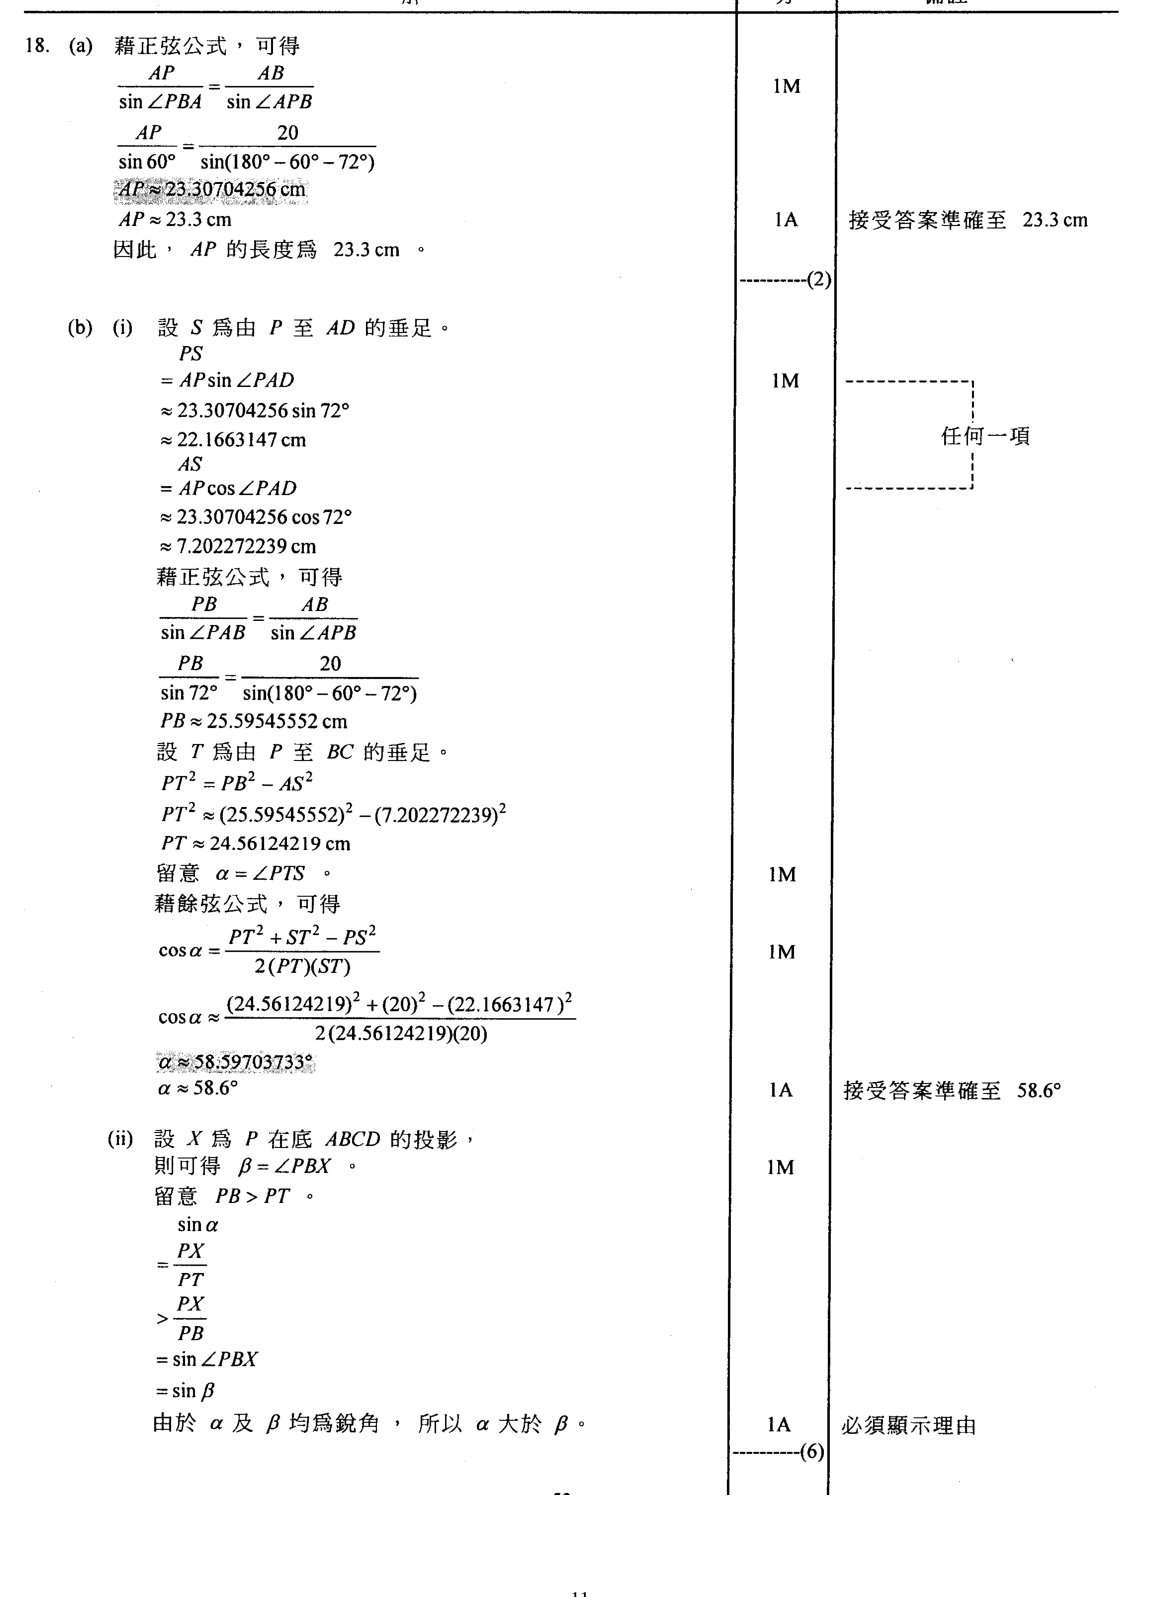 18. (a) 藉正弦公式，可得
AP/sin∠PBA = AB/sin∠APB 1M
AP/sin 60° = 20/sin(180° − 60° − 72°)
AP ≈ 23.30704256 cm
AP ≈ 23.3 cm 1A 接受答案準確至 23.3 cm
因此， AP 的長度爲 23.3 cm 。
----------(2)
(b) (i) 設 S 爲由 P 至 AD 的垂足。
PS
= AP sin∠PAD 1M
≈ 23.30704256 sin 72°
≈ 22.1663147 cm 任何一項
AS
= AP cos∠PAD
≈ 23.30704256 cos 72°
≈ 7.202272239 cm
藉正弦公式，可得
PB/sin∠PAB = AB/sin∠APB
PB/sin 72° = 20/sin(180° − 60° − 72°)
PB ≈ 25.59545552 cm
設 T 爲由 P 至 BC 的垂足。
PT² = PB² − AS²
PT² ≈ (25.59545552)² − (7.202272239)²
PT ≈ 24.56124219 cm
留意 α = ∠PTS 。 1M
藉餘弦公式，可得
cos α = (PT² + ST² − PS²)/(2(PT)(ST)) 1M
cos α ≈ ((24.56124219)² + (20)² − (22.1663147)²)/(2(24.56124219)(20))
α ≈ 58.59703733°
α ≈ 58.6° 1A 接受答案準確至 58.6°
(ii) 設 X 爲 P 在底 ABCD 的投影，
則可得 β = ∠PBX 。 1M
留意 PB > PT 。
sin α
= PX/PT
> PX/PB
= sin∠PBX
= sin β
由於 α 及 β 均爲銳角 ， 所以 α 大於 β 。 1A 必須顯示理由
----------(6)